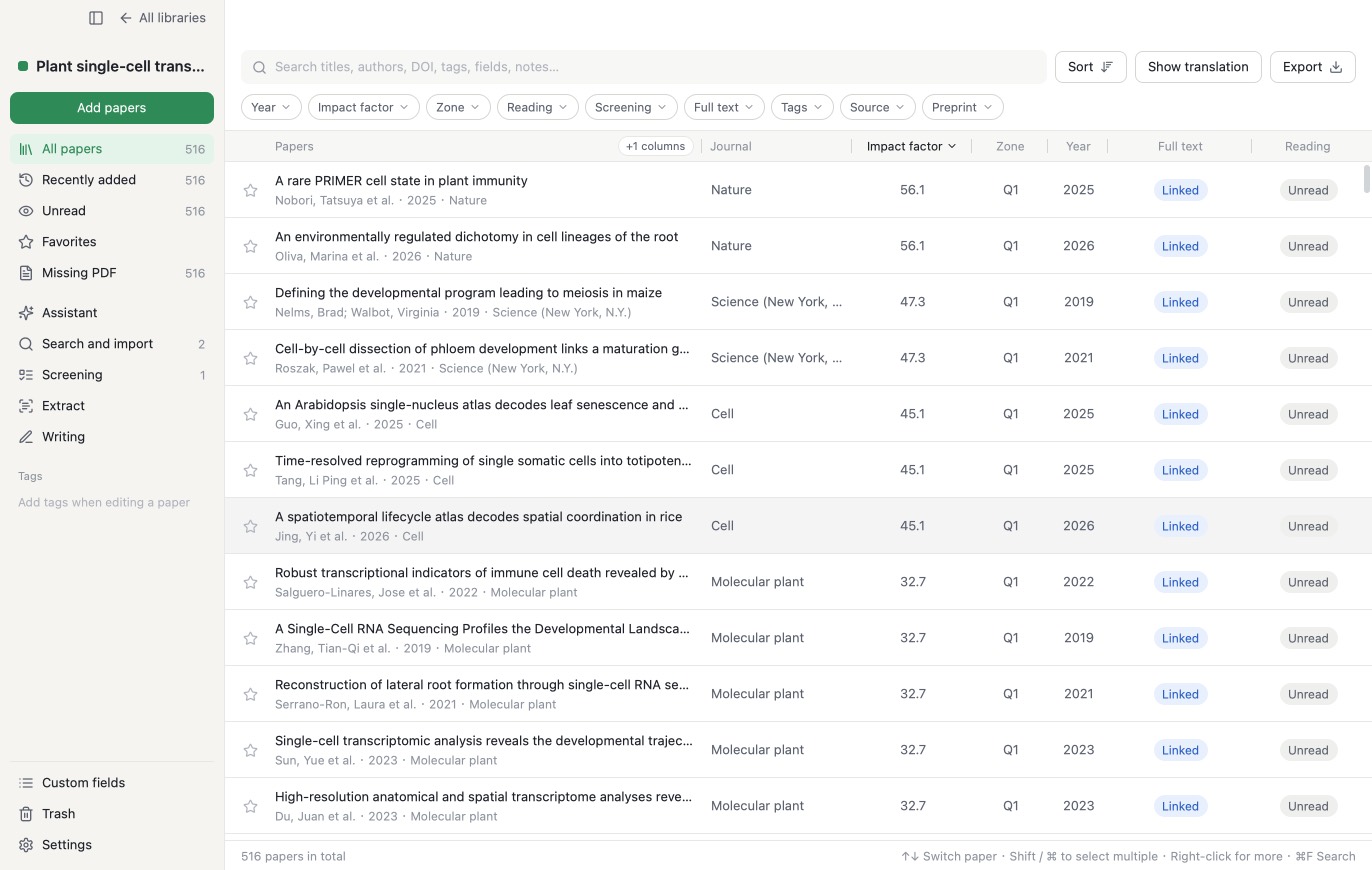 All libraries
Plant single-cell trans...
Add papers
All papers 516
Recently added 516
Unread 516
Favorites
Missing PDF 516
Assistant
Search and import 2
Screening 1
Extract
Writing
Tags
Add tags when editing a paper
Custom fields
Trash
Settings
Search titles, authors, DOI, tags, fields, notes...
Sort
Show translation
Export
Year
Impact factor
Zone
Reading
Screening
Full text
Tags
Source
Preprint
Papers +1 columns Journal Impact factor Zone Year Full text Reading
A rare PRIMER cell state in plant immunity
Nobori, Tatsuya et al. · 2025 · Nature
Nature 56.1 Q1 2025 Linked Unread
An environmentally regulated dichotomy in cell lineages of the root
Oliva, Marina et al. · 2026 · Nature
Nature 56.1 Q1 2026 Linked Unread
Defining the developmental program leading to meiosis in maize
Nelms, Brad; Walbot, Virginia · 2019 · Science (New York, N.Y.)
Science (New York, ... 47.3 Q1 2019 Linked Unread
Cell-by-cell dissection of phloem development links a maturation g...
Roszak, Pawel et al. · 2021 · Science (New York, N.Y.)
Science (New York, ... 47.3 Q1 2021 Linked Unread
An Arabidopsis single-nucleus atlas decodes leaf senescence and ...
Guo, Xing et al. · 2025 · Cell
Cell 45.1 Q1 2025 Linked Unread
Time-resolved reprogramming of single somatic cells into totipoten...
Tang, Li Ping et al. · 2025 · Cell
Cell 45.1 Q1 2025 Linked Unread
A spatiotemporal lifecycle atlas decodes spatial coordination in rice
Jing, Yi et al. · 2026 · Cell
Cell 45.1 Q1 2026 Linked Unread
Robust transcriptional indicators of immune cell death revealed by ...
Salguero-Linares, Jose et al. · 2022 · Molecular plant
Molecular plant 32.7 Q1 2022 Linked Unread
A Single-Cell RNA Sequencing Profiles the Developmental Landsca...
Zhang, Tian-Qi et al. · 2019 · Molecular plant
Molecular plant 32.7 Q1 2019 Linked Unread
Reconstruction of lateral root formation through single-cell RNA se...
Serrano-Ron, Laura et al. · 2021 · Molecular plant
Molecular plant 32.7 Q1 2021 Linked Unread
Single-cell transcriptomic analysis reveals the developmental trajec...
Sun, Yue et al. · 2023 · Molecular plant
Molecular plant 32.7 Q1 2023 Linked Unread
High-resolution anatomical and spatial transcriptome analyses reve...
Du, Juan et al. · 2023 · Molecular plant
Molecular plant 32.7 Q1 2023 Linked Unread
516 papers in total
↑↓ Switch paper · Shift / ⌘ to select multiple · Right-click for more · ⌘F Search